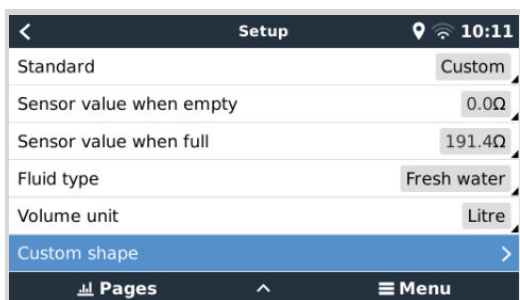 Setup 10:11
Standard Custom
Sensor value when empty 0.0Ω
Sensor value when full 191.4Ω
Fluid type Fresh water
Volume unit Litre
Custom shape
Pages Menu